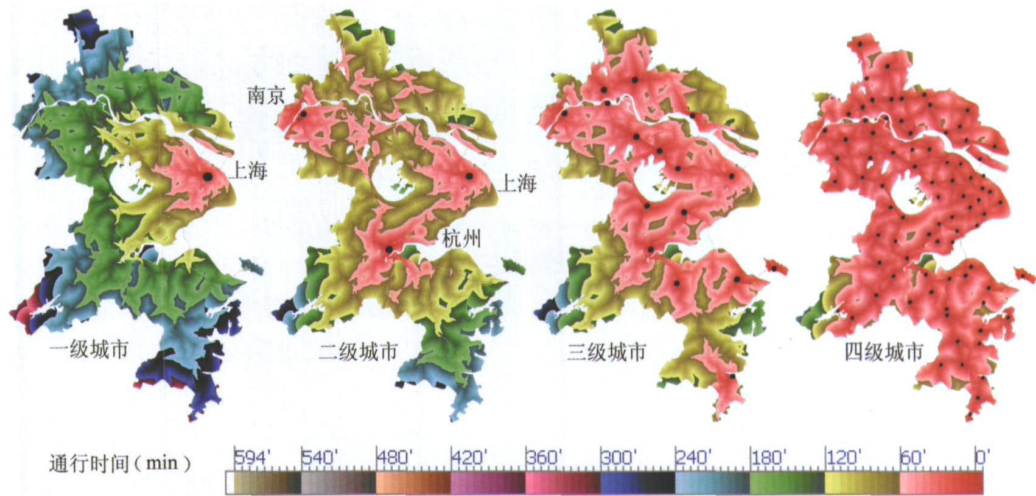 南京
上海
上海
杭州
一级城市
二级城市
三级城市
四级城市
通行时间(min)
594' 540' 480' 420' 360' 300' 240' 180' 120' 60' 0'